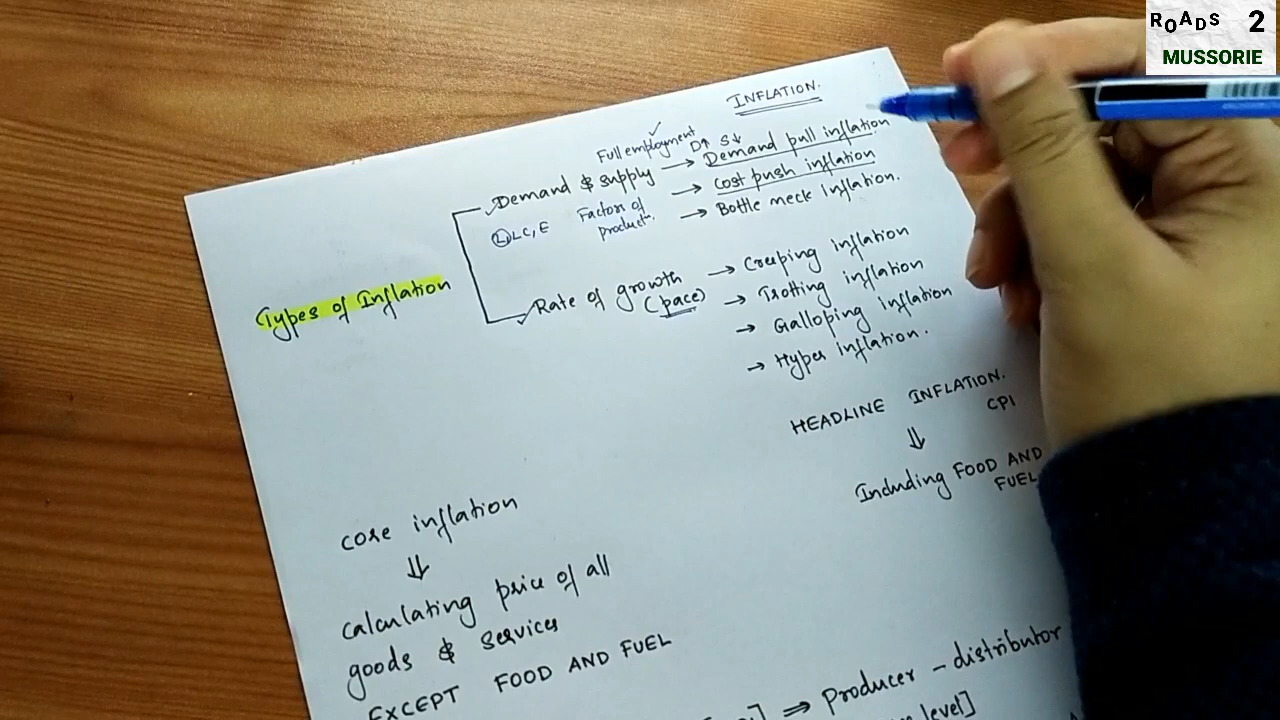 ROADS 2
MUSSORIE
INFLATION.
Full employment
D↑ S↓
Demand & supply → Demand pull inflation
→ Cost push inflation
→ Bottle neck inflation.
L LC, E Factors of
productn.
Types of Inflation
Rate of growth
(pace)
→ Creeping inflation
→ Trotting inflation
→ Galloping inflation
→ Hyper inflation.
HEADLINE INFLATION.
CPI
⇓
Including FOOD AND
FUEL
core inflation
⇓
calculating price of all
goods & services
EXCEPT FOOD AND FUEL
⇒ Producer - distributor
level]